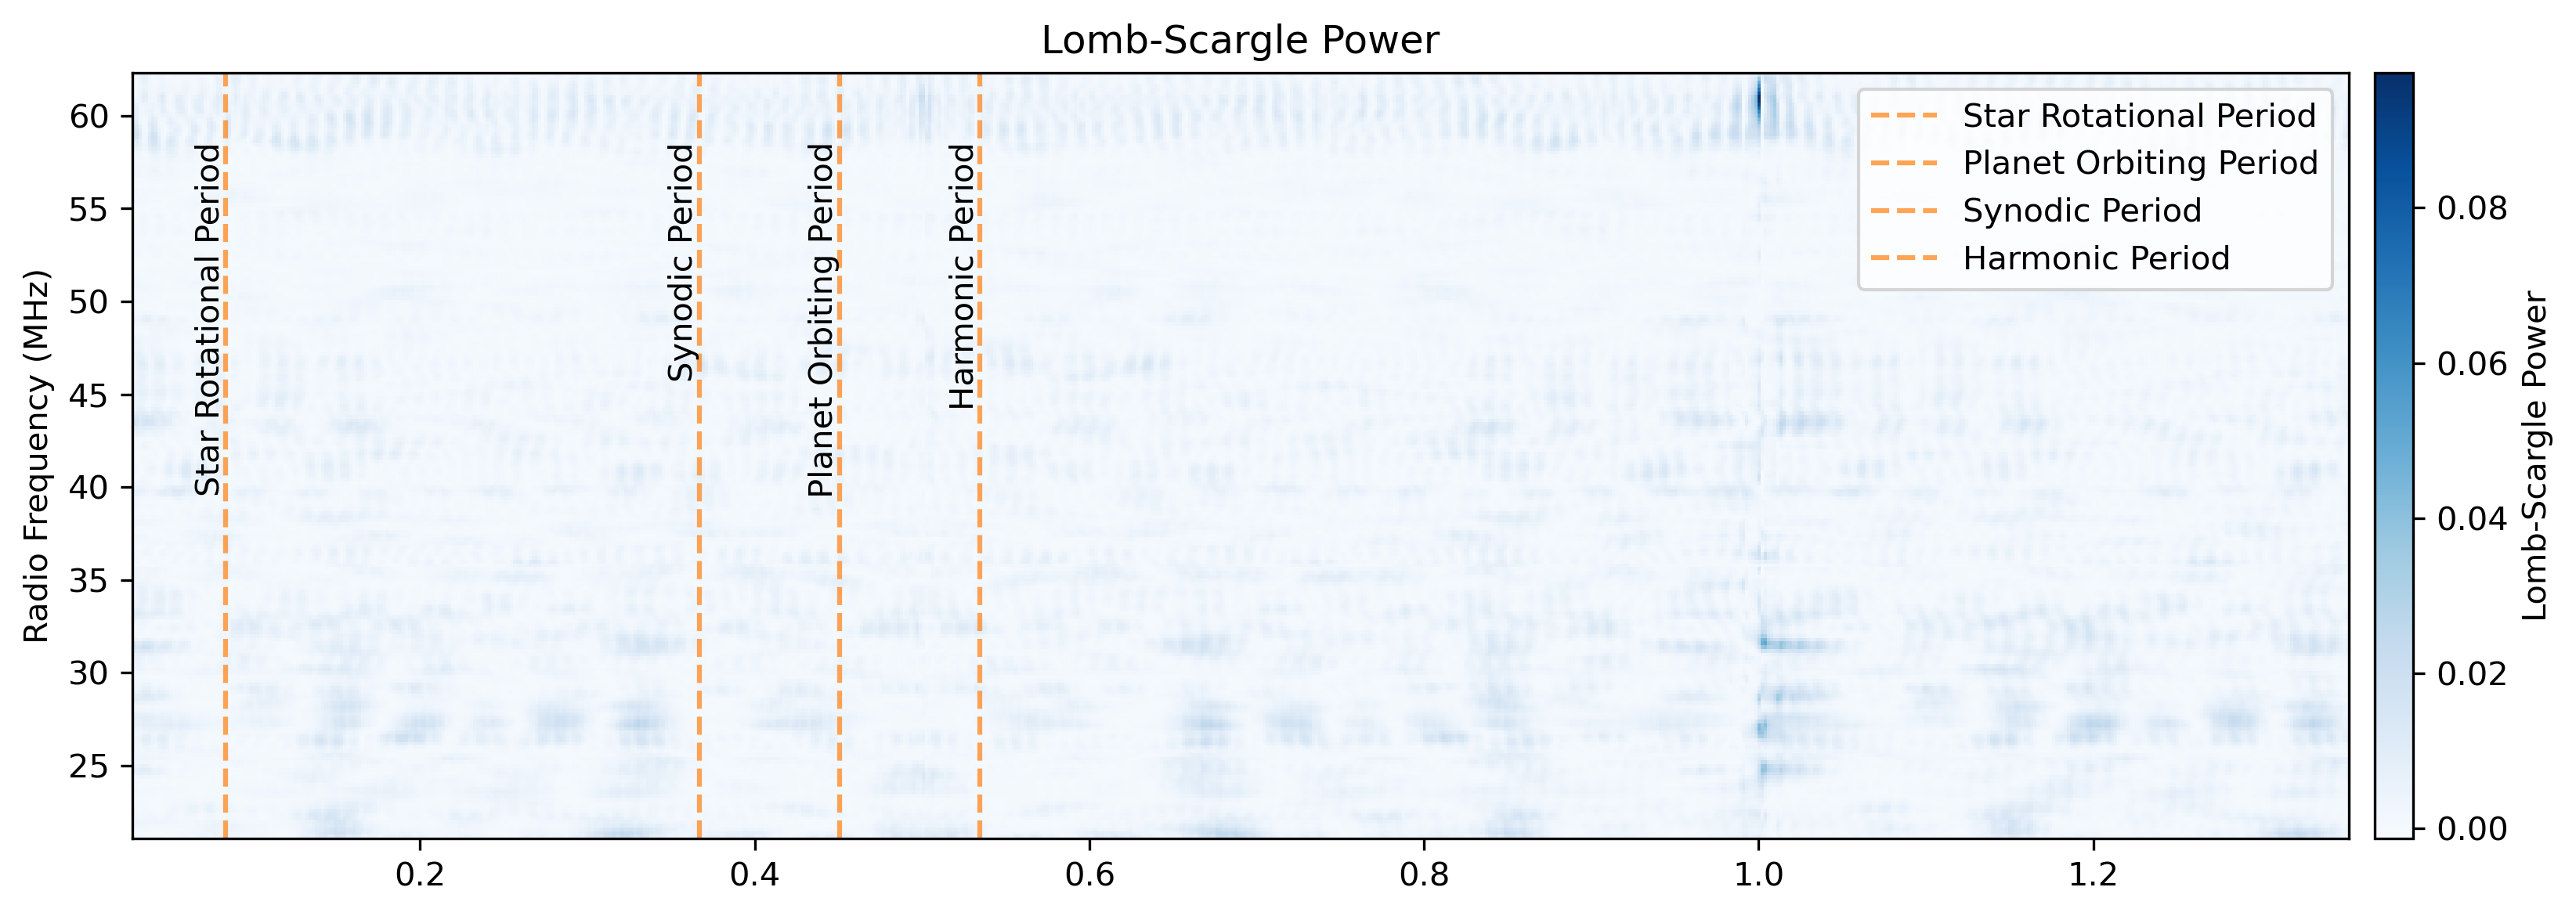 Lomb-Scargle Power
Radio Frequency (MHz)
60
55
50
45
40
35
30
25
Star Rotational Period
Synodic Period
Planet Orbiting Period
Harmonic Period
Star Rotational Period
Planet Orbiting Period
Synodic Period
Harmonic Period
0.2
0.4
0.6
0.8
1.0
1.2
0.08
0.06
0.04
0.02
0.00
Lomb-Scargle Power